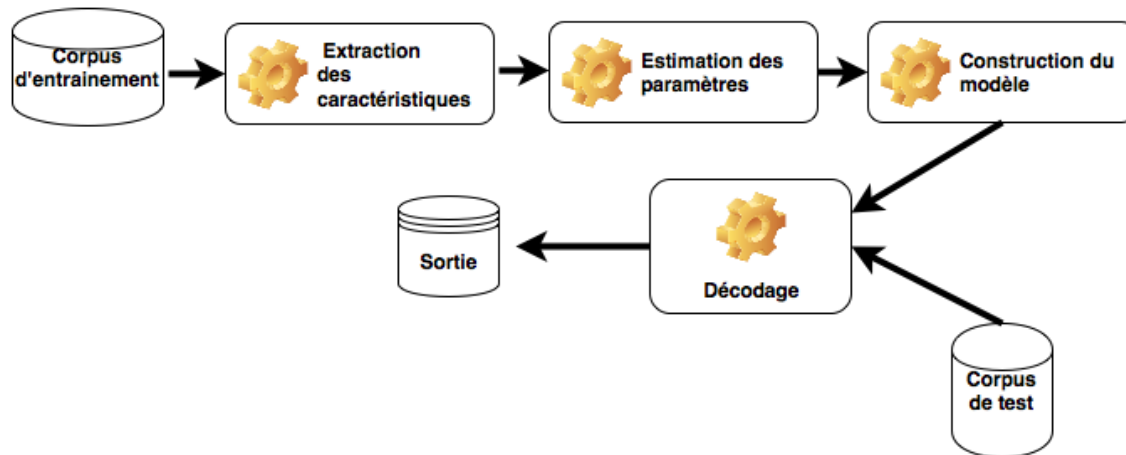 Corpus
d'entrainement
Extraction
des
caractéristiques
Estimation des
paramètres
Construction du
modèle
Sortie
Décodage
Corpus
de test